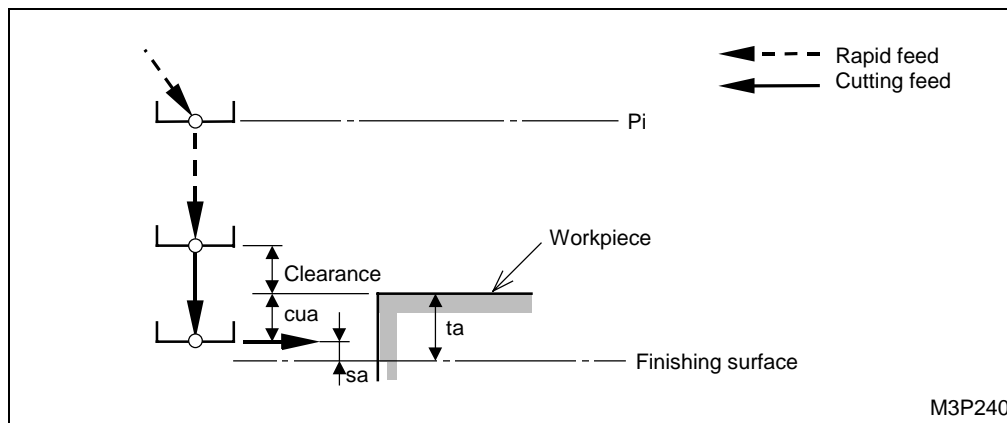 Rapid feed
Cutting feed
Pi
Workpiece
Clearance
cua
ta
sa
Finishing surface
M3P240